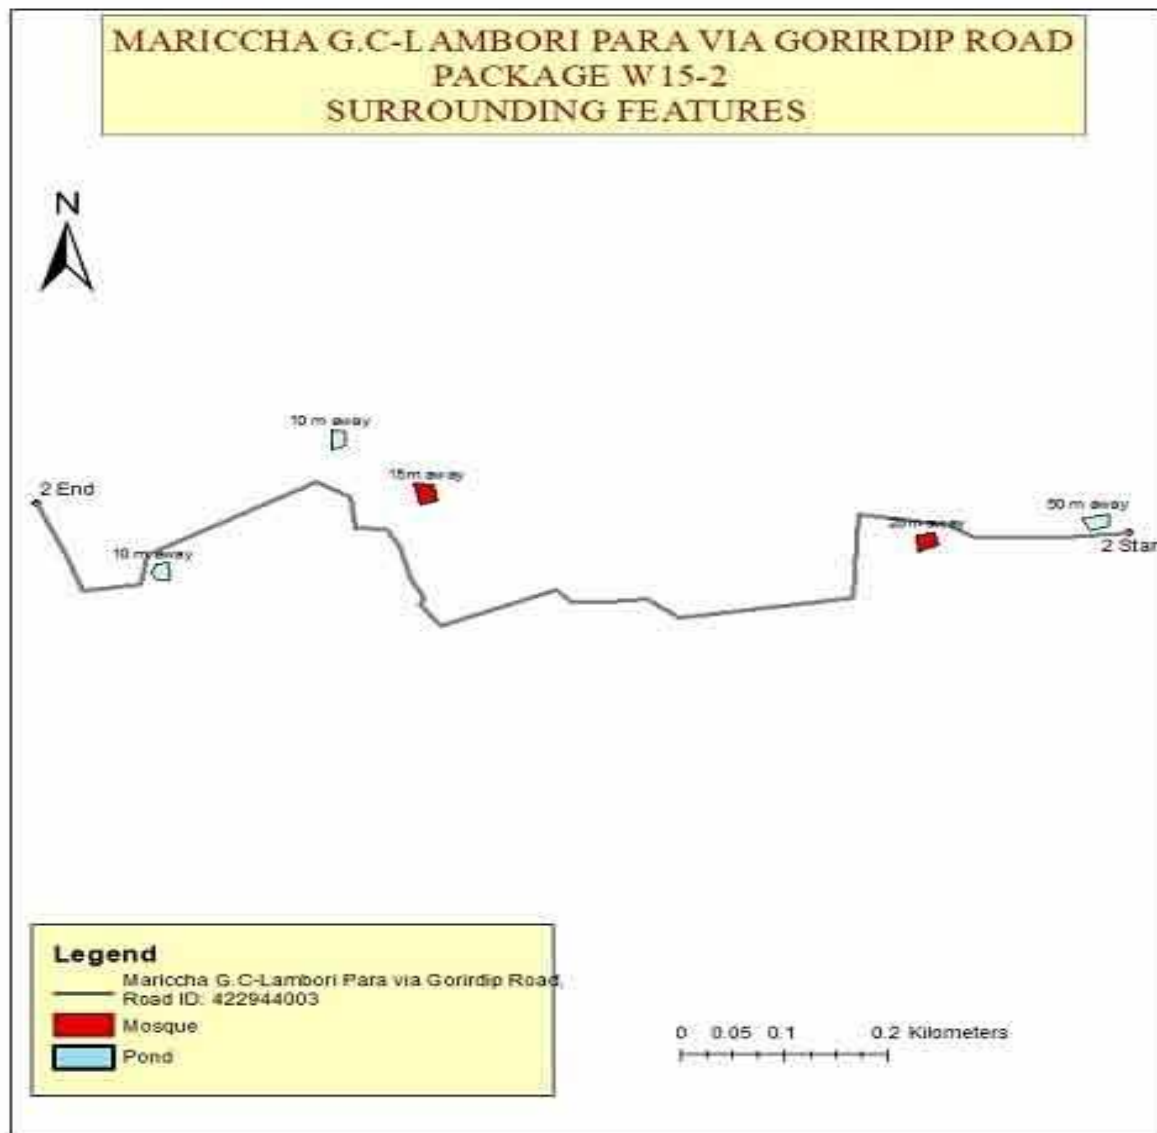 MARICCHA G.C-LAMBORI PARA VIA GORIRDIP ROAD
PACKAGE W15-2
SURROUNDING FEATURES
N
10 m away
15m away
2 End
50 m away
m away
2 Star
10 m away
Legend
Mariccha G.C-Lambori Para via Gorirdip Road,
Road ID: 422944003
Mosque
Pond
0 0.05 0.1 0.2 Kilometers